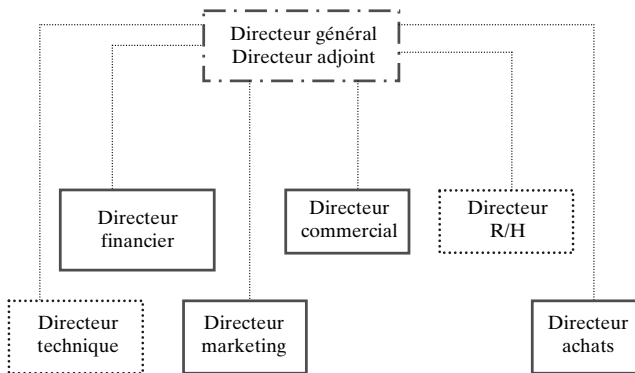 Directeur général
Directeur adjoint
Directeur
financier
Directeur
commercial
Directeur
R/H
Directeur
technique
Directeur
marketing
Directeur
achats